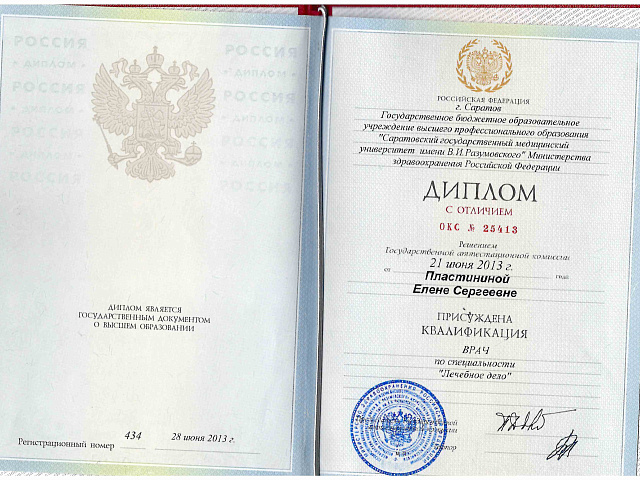 РОССИЯ
РОССИЯ
РОССИЯ
ДИПЛОМ ЯВЛЯЕТСЯ
ГОСУДАРСТВЕННЫМ ДОКУМЕНТОМ
О ВЫСШЕМ ОБРАЗОВАНИИ
Регистрационный номер 434 28 июня 2013 г.
РОССИЙСКАЯ ФЕДЕРАЦИЯ
г. Саратов
Государственное бюджетное образовательное
учреждение высшего профессионального образования
"Саратовский государственный медицинский
университет имени В.И. Разумовского" Министерства
здравоохранения Российской Федерации
ДИПЛОМ
С ОТЛИЧИЕМ
ОКС № 25413
Решением
Государственной аттестационной комиссии
от 21 июня 2013 г. года
Пластининой
Елене Сергеевне
ПРИСУЖДЕНА
КВАЛИФИКАЦИЯ
ВРАЧ
по специальности
"Лечебное дело"